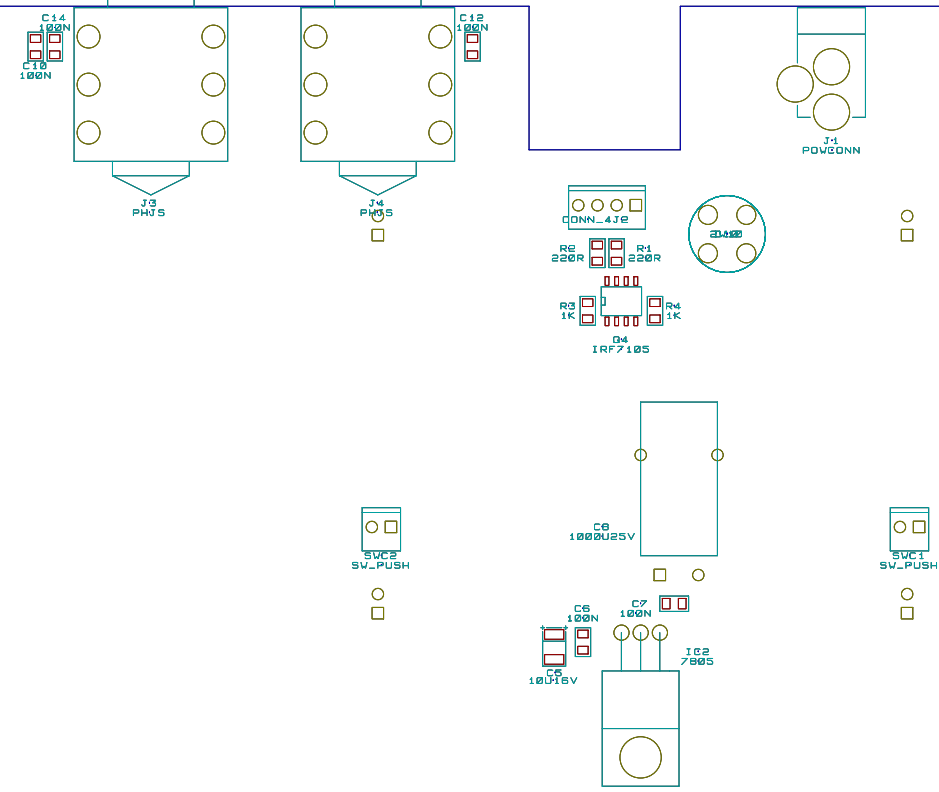 C14
100N
C12
100N
C10
100N
J1
POWCONN
J3
PHJS
J4
PHJS
CONN_4J2
R2
220R
R1
220R
R3
1K
R4
1K
Q4
IRF7105
C8
1000U25V
SWC2
SW_PUSH
SWC1
SW_PUSH
C6
100N
C7
100N
IC2
7805
C5
10U16V